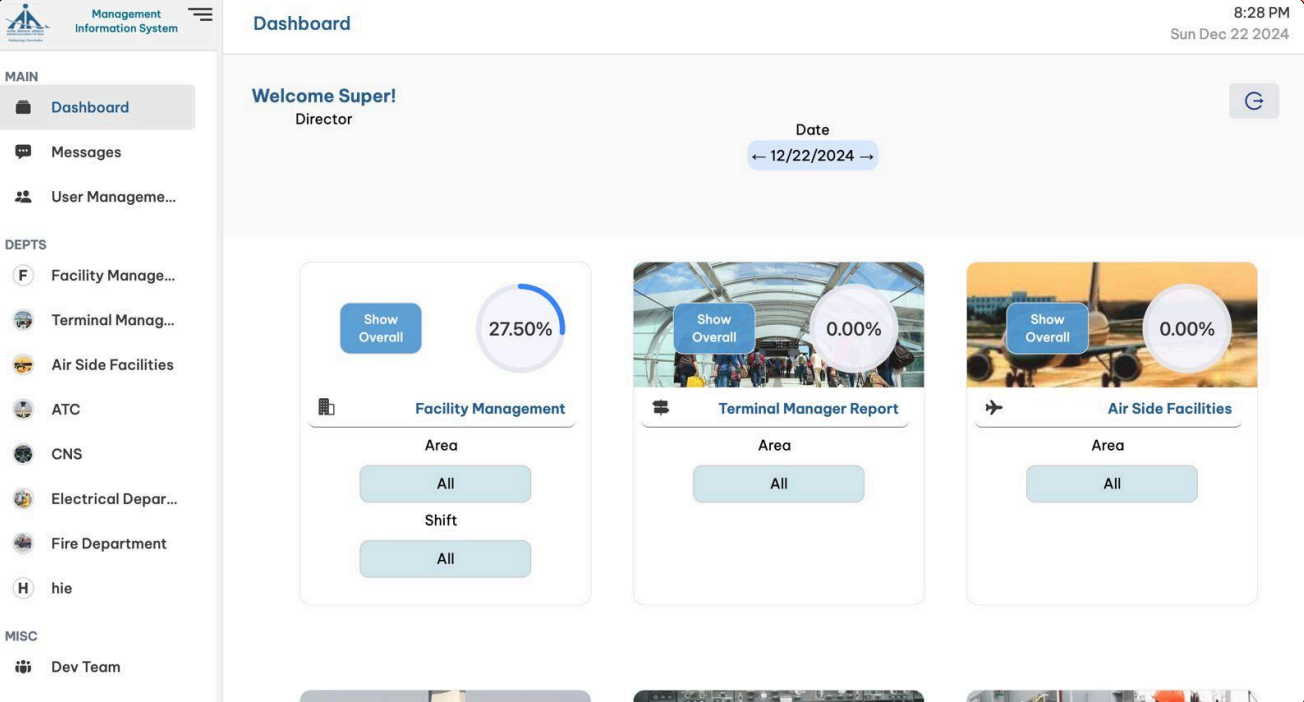 Management
Information System
Dashboard
8:28 PM
Sun Dec 22 2024
MAIN
Dashboard
Messages
User Manageme...
DEPTS
F Facility Manage...
Terminal Manag...
Air Side Facilities
ATC
CNS
Electrical Depar...
Fire Department
H hie
MISC
Dev Team
Welcome Super!
Director
Date
← 12/22/2024 →
Show
Overall
27.50%
Facility Management
Area
All
Shift
All
Show
Overall
0.00%
Terminal Manager Report
Area
All
Show
Overall
0.00%
Air Side Facilities
Area
All